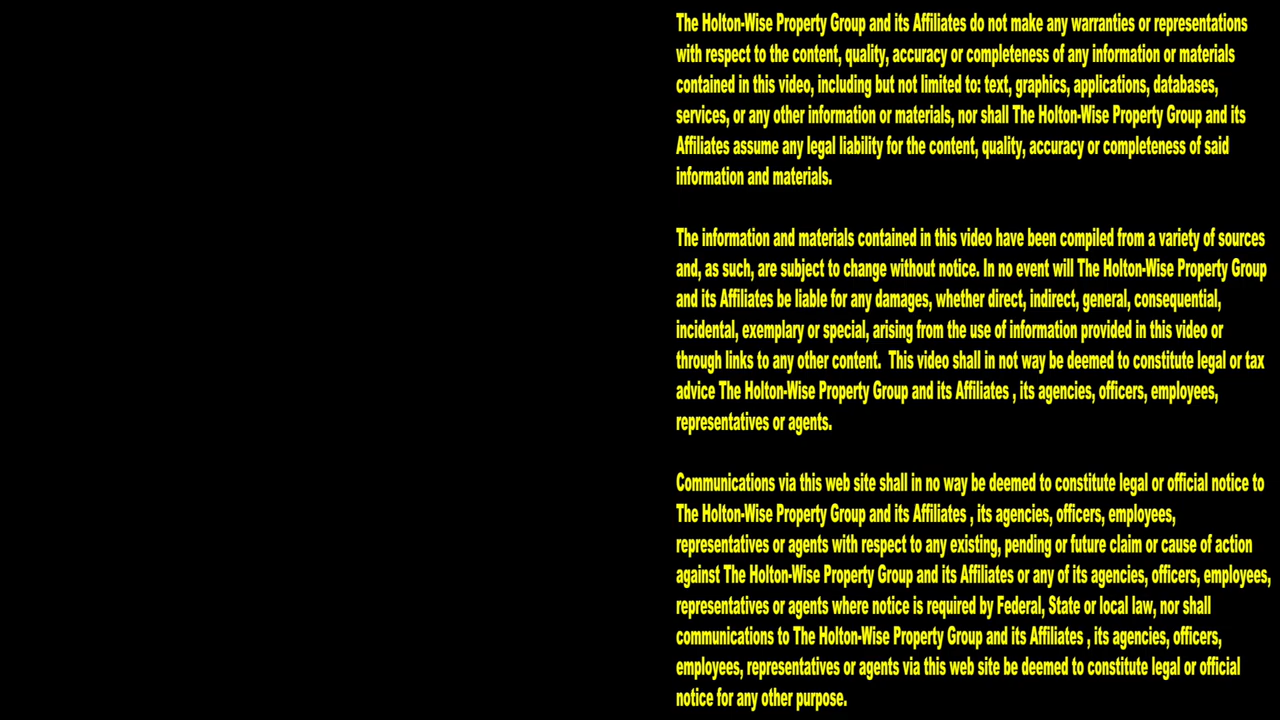 The Holton-Wise Property Group and its Affiliates do not make any warranties or representations
with respect to the content, quality, accuracy or completeness of any information or materials
contained in this video, including but not limited to: text, graphics, applications, databases,
services, or any other information or materials, nor shall The Holton-Wise Property Group and its
Affiliates assume any legal liability for the content, quality, accuracy or completeness of said
information and materials.
The information and materials contained in this video have been compiled from a variety of sources
and, as such, are subject to change without notice. In no event will The Holton-Wise Property Group
and its Affiliates be liable for any damages, whether direct, indirect, general, consequential,
incidental, exemplary or special, arising from the use of information provided in this video or
through links to any other content.  This video shall in not way be deemed to constitute legal or tax
advice The Holton-Wise Property Group and its Affiliates , its agencies, officers, employees,
representatives or agents.
Communications via this web site shall in no way be deemed to constitute legal or official notice to
The Holton-Wise Property Group and its Affiliates , its agencies, officers, employees,
representatives or agents with respect to any existing, pending or future claim or cause of action
against The Holton-Wise Property Group and its Affiliates or any of its agencies, officers, employees,
representatives or agents where notice is required by Federal, State or local law, nor shall
communications to The Holton-Wise Property Group and its Affiliates , its agencies, officers,
employees, representatives or agents via this web site be deemed to constitute legal or official
notice for any other purpose.